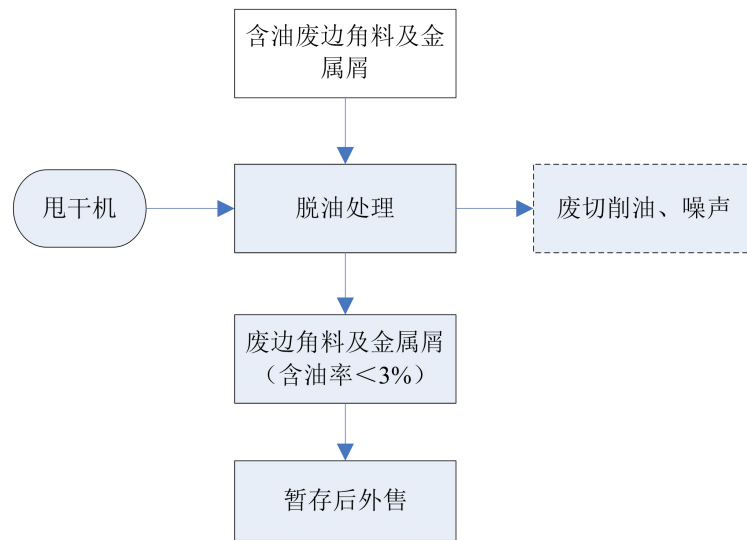 含油废边角料及金
属屑
甩干机
脱油处理
废切削油、噪声
废边角料及金属屑
（含油率＜3%）
暂存后外售